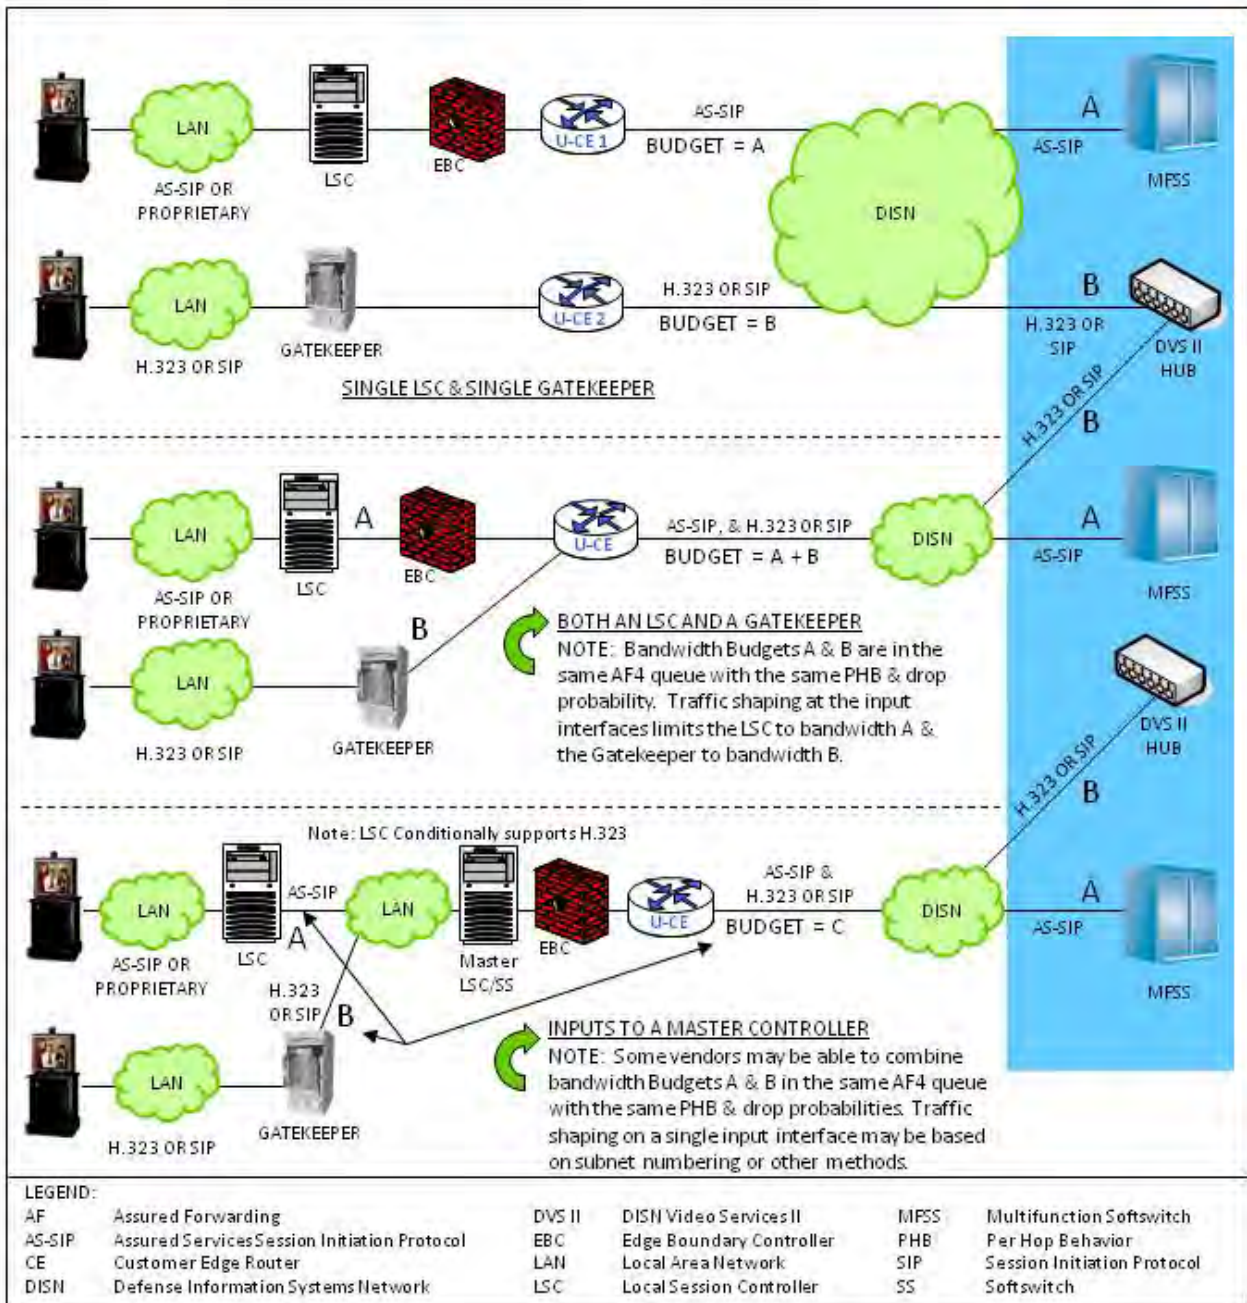 LAN
AS-SIP OR
PROPRIETARY
LSC
EBC
U-CE 1
AS-SIP
BUDGET = A
DISN
A
AS-SIP
MFSS
LAN
H.323 OR SIP
GATEKEEPER
U-CE 2
H.323 OR SIP
BUDGET = B
B
H.323 OR
SIP
DVS II
HUB
SINGLE LSC & SINGLE GATEKEEPER
H.323 OR SIP
B
LAN
AS-SIP OR
PROPRIETARY
LSC
A
EBC
U-CE
AS-SIP, & H.323 OR SIP
BUDGET = A + B
DISN
A
AS-SIP
MFSS
LAN
H.323 OR SIP
B
GATEKEEPER
BOTH AN LSC AND A GATEKEEPER
NOTE: Bandwidth Budgets A & B are in the
same AF4 queue with the same PHB & drop
probability. Traffic shaping at the input
interfaces limits the LSC to bandwidth A &
the Gatekeeper to bandwidth B.
DVS II
HUB
H.323 OR SIP
B
Note: LSC Conditionally supports H.323
LAN
AS-SIP OR
PROPRIETARY
LSC
AS-SIP
A
LAN
Master
LSC/SS
EBC
U-CE
AS-SIP &
H.323 OR SIP
BUDGET = C
DISN
A
AS-SIP
MFSS
H.323
OR SIP
B
LAN
H.323 OR SIP
GATEKEEPER
INPUTS TO A MASTER CONTROLLER
NOTE: Some vendors may be able to combine
bandwidth Budgets A & B in the same AF4 queue
with the same PHB & drop probabilities. Traffic
shaping on a single input interface may be based
on subnet numbering or other methods.
LEGEND:
AF Assured Forwarding DVS II DISN Video Services II MFSS Multifunction Softswitch
AS-SIP Assured Services Session Initiation Protocol EBC Edge Boundary Controller PHB Per Hop Behavior
CE Customer Edge Router LAN Local Area Network SIP Session Initiation Protocol
DISN Defense Information Systems Network LSC Local Session Controller SS Softswitch